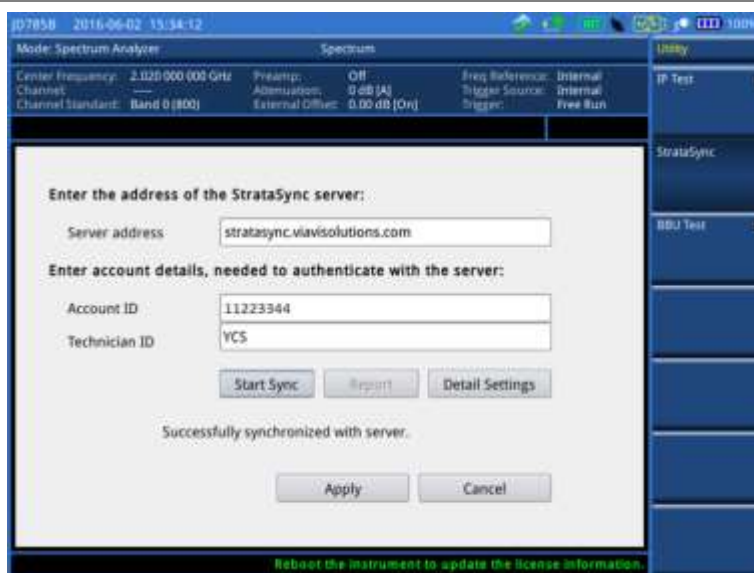 JD785B 2016-06-02 15:34:12 100%
Mode: Spectrum Analyzer Spectrum Utility
Center Frequency: 2.020 000 000 GHz Preamp: Off Freq Reference: Internal
Channel: ---- Attenuation: 0 dB [A] Trigger Source: Internal
Channel Standard: Band 0 (800) External Offset: 0.00 dB [On] Trigger: Free Run
IP Test
StrataSync
BBU Test
Enter the address of the StrataSync server:
Server address stratasync.viavisolutions.com
Enter account details, needed to authenticate with the server:
Account ID 11223344
Technician ID YCS
Start Sync Report Detail Settings
Successfully synchronized with server.
Apply Cancel
Reboot the instrument to update the license information.